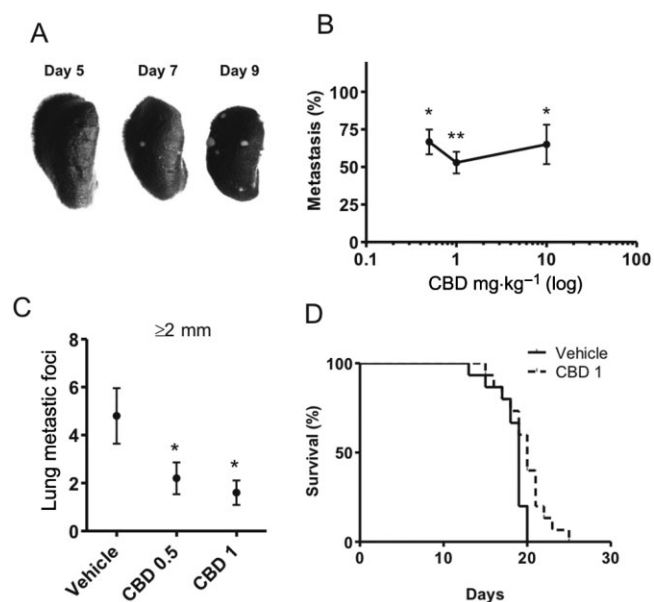 A
Day 5 Day 7 Day 9
B
Metastasis (%)
100
75
50
25
0
* ** *
0.1 1 10 100
CBD mg·kg⁻¹ (log)
C
≥2 mm
Lung metastic foci
8
6
4
2
0
* *
Vehicle CBD 0.5 CBD 1
D
Vehicle
CBD 1
Survival (%)
100
50
0
0 10 20 30
Days